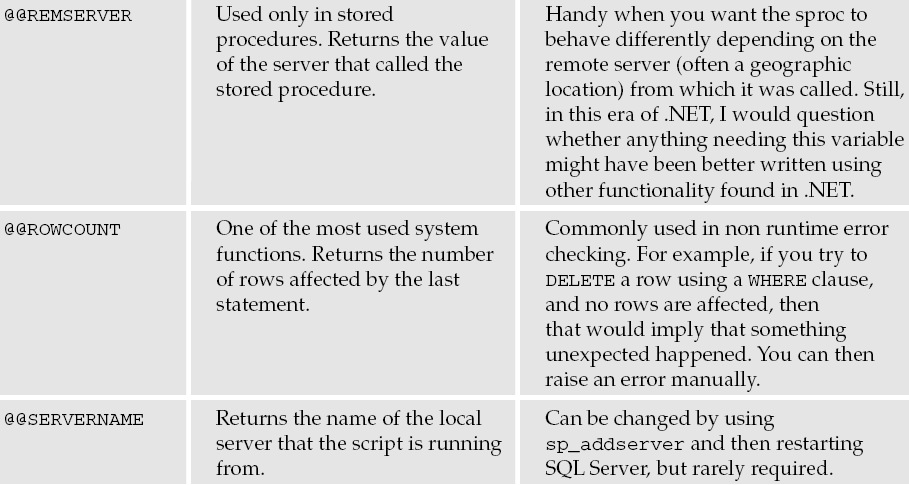 @@REMSERVER
Used only in stored
procedures. Returns the value
of the server that called the
stored procedure.
Handy when you want the sproc to
behave differently depending on the
remote server (often a geographic
location) from which it was called. Still,
in this era of .NET, I would question
whether anything needing this variable
might have been better written using
other functionality found in .NET.
@@ROWCOUNT
One of the most used system
functions. Returns the number
of rows affected by the last
statement.
Commonly used in non runtime error
checking. For example, if you try to
DELETE a row using a WHERE clause,
and no rows are affected, then
that would imply that something
unexpected happened. You can then
raise an error manually.
@@SERVERNAME
Returns the name of the local
server that the script is running
from.
Can be changed by using
sp_addserver and then restarting
SQL Server, but rarely required.